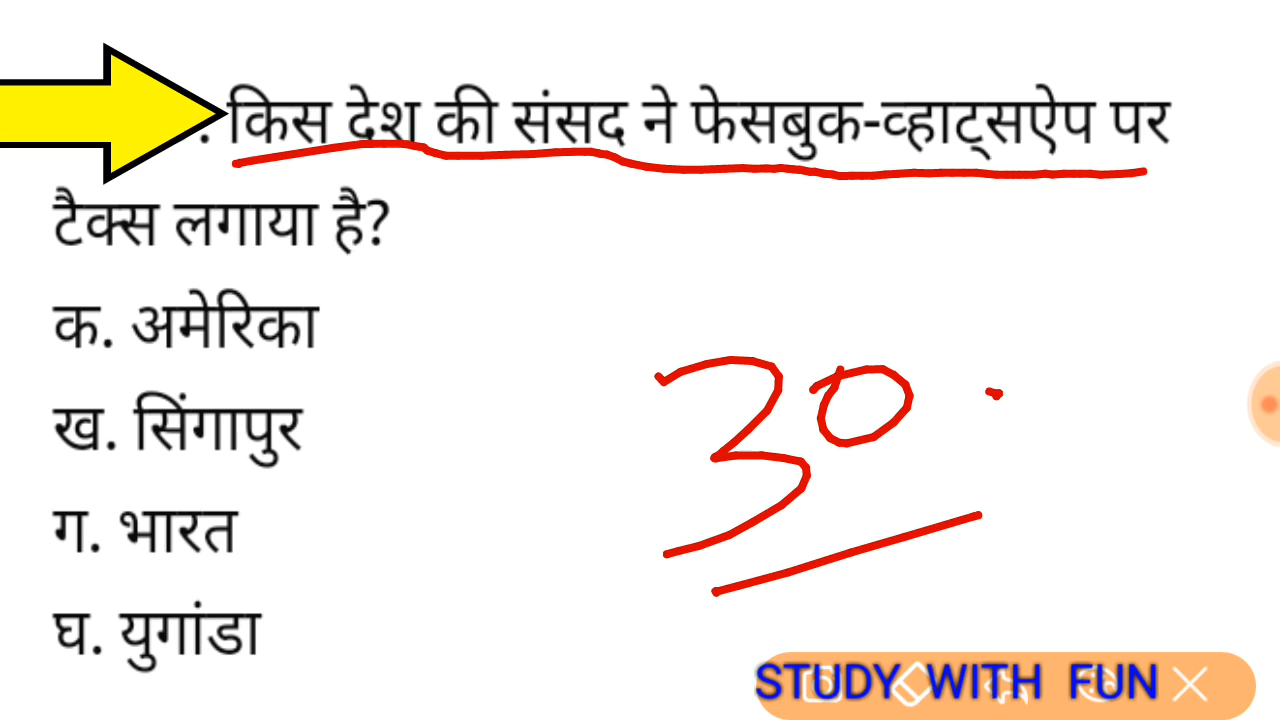 . किस देश की संसद ने फेसबुक-व्हाट्सऐप पर
टैक्स लगाया है?
क. अमेरिका
ख. सिंगापुर
ग. भारत
घ. युगांडा
30
STUDY WITH FUN